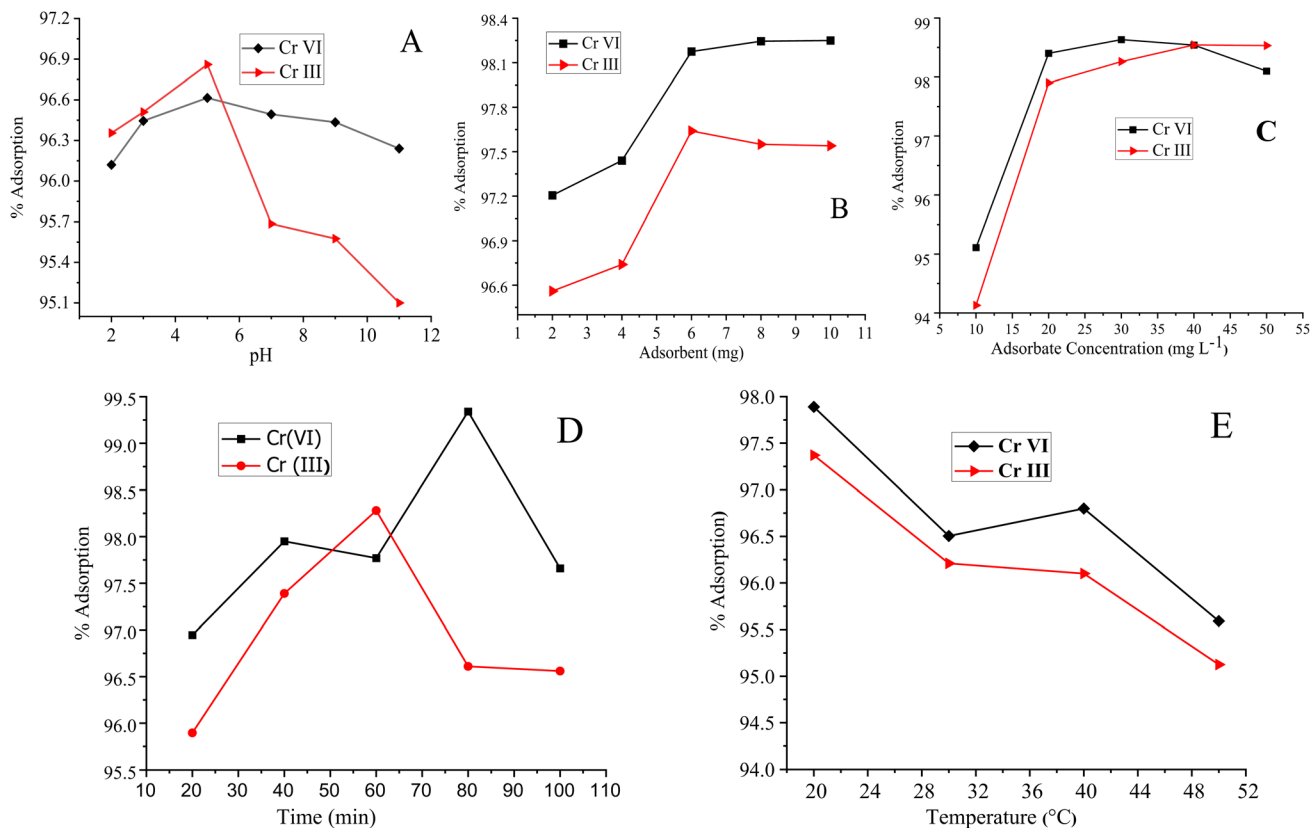 A
Cr VI
Cr III
97.2
96.9
96.6
96.3
96.0
95.7
95.4
95.1
% Adsorption
2 4 6 8 10 12
pH
B
Cr VI
Cr III
98.4
98.1
97.8
97.5
97.2
96.9
96.6
% Adsorption
1 2 3 4 5 6 7 8 9 10 11
Adsorbent (mg)
C
Cr VI
Cr III
99
98
97
96
95
94
% Adsorption
5 10 15 20 25 30 35 40 45 50 55
Adsorbate Concentration (mg L-1)
D
Cr(VI)
Cr (III)
99.5
99.0
98.5
98.0
97.5
97.0
96.5
96.0
95.5
% Adsorption
10 20 30 40 50 60 70 80 90 100 110
Time (min)
E
Cr VI
Cr III
98.0
97.5
97.0
96.5
96.0
95.5
95.0
94.5
94.0
% Adsorption)
20 24 28 32 36 40 44 48 52
Temperature (°C)